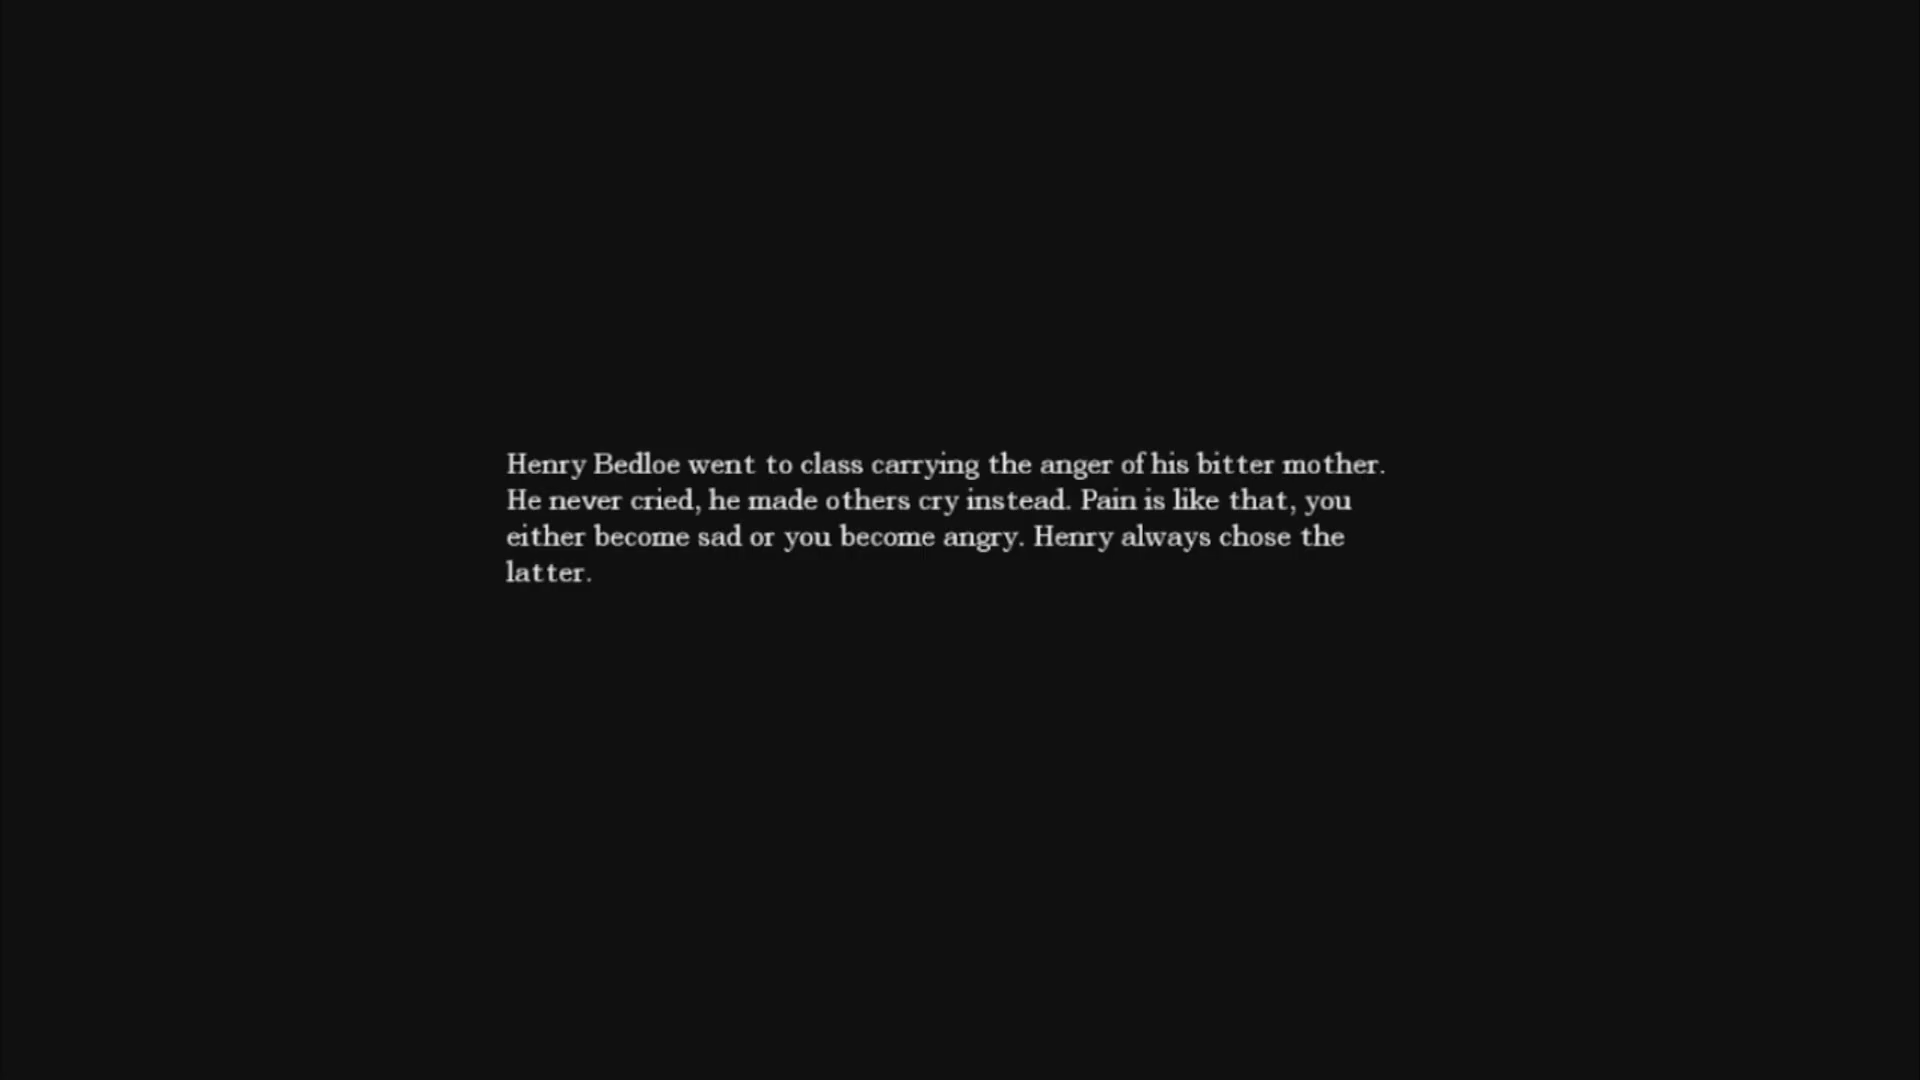 Henry Bedloe went to class carrying the anger of his bitter mother.
He never cried, he made others cry instead. Pain is like that, you
either become sad or you become angry. Henry always chose the
latter.